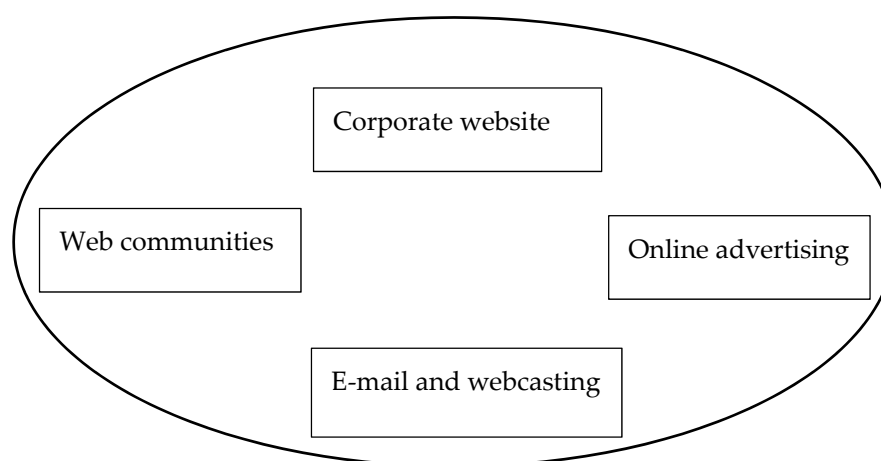 Corporate website
Web communities
Online advertising
E-mail and webcasting